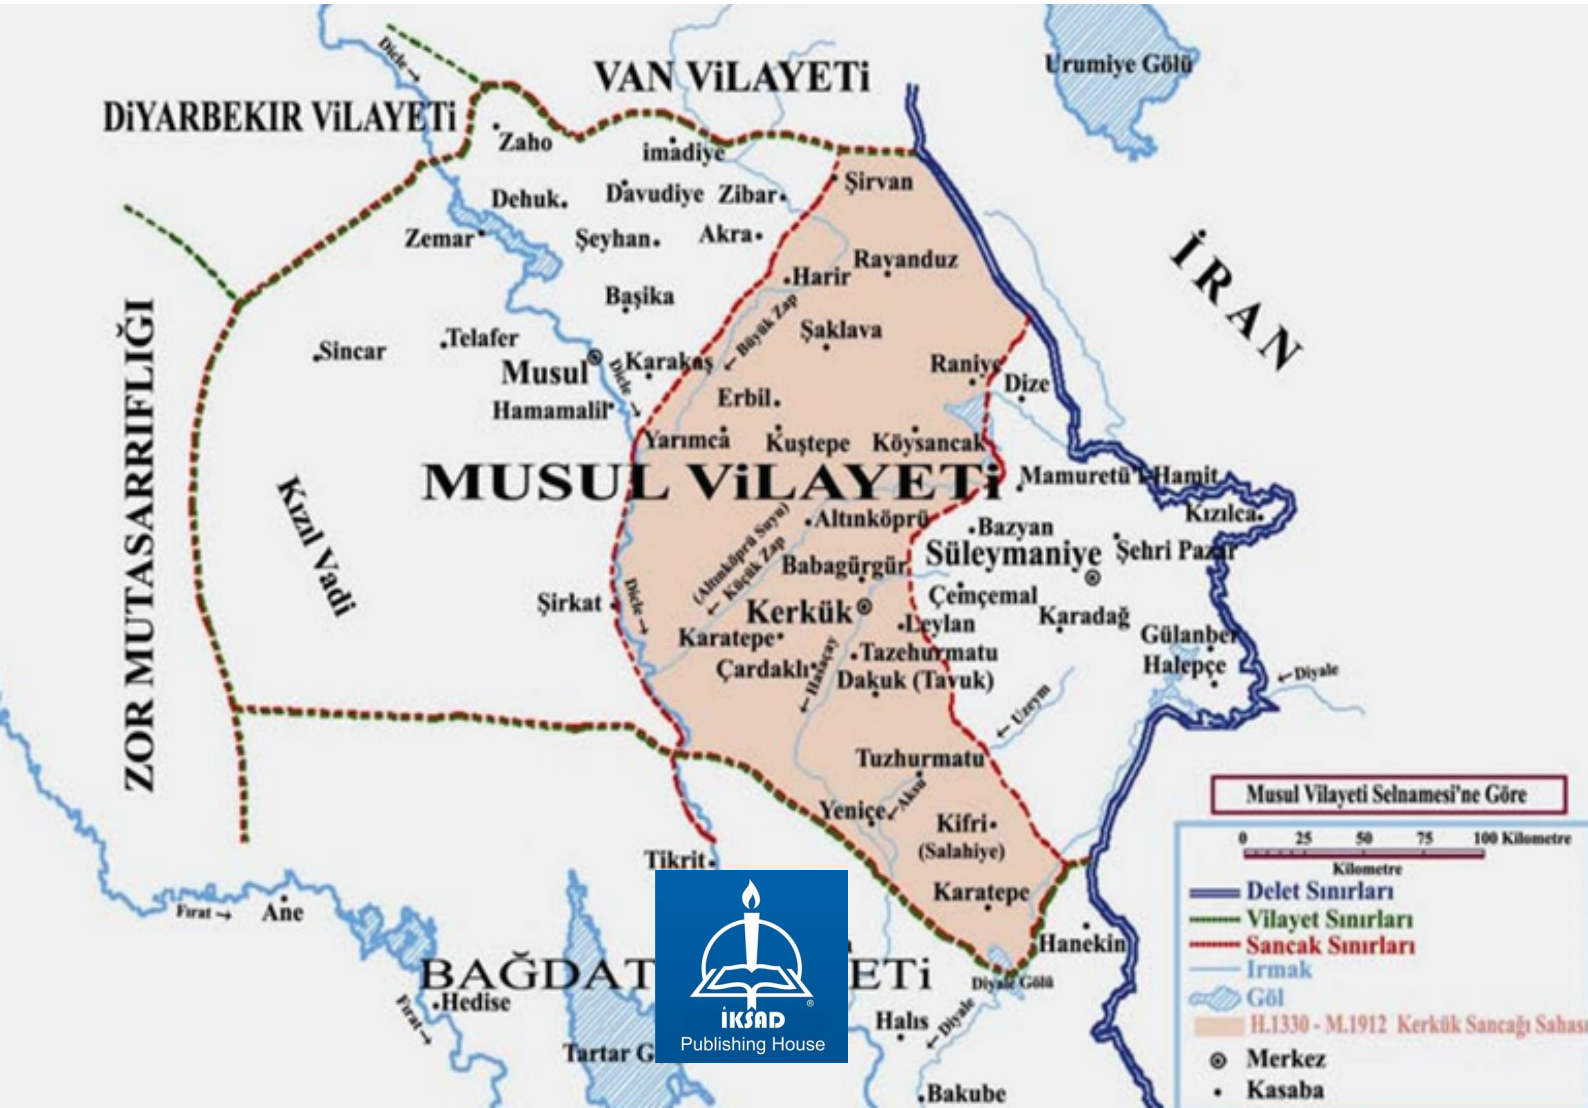 Dicle →
VAN ViLAYETi
Urumiye Gölü
DiYARBEKIR ViLAYETi
Zaho
imadiye
Şirvan
Dehuk
Davudiye
Zibar
Zemar
Şeyhan
Akra
İRAN
Ravanduz
Harir
Başika
Büyük Zap
←
Şaklava
Sincar
Telafer
Musul
Karakaş
Dicle →
Raniye
Dize
Erbil
Hamamalil
Yarımca
Kuştepe
Köysancak
ZOR MUTASARRIFLIĞI
MUSUL ViLAYETi
Mamuretü'l-Hamit
Kızıl Vadi
Altınköprü
Bazyan
Kızılca
(Altınköprü Suyu)
← Küçük Zap
Süleymaniye
Şehri Pazar
Babagürgür
Şirkat
Dicle →
Kerkük
Çemçemal
Leylan
Karadağ
Gülanber
Karatepe
Tazehurmatu
Halepçe
Çardaklı
← Hasaçay
Dakuk (Tavuk)
← Diyale
← Uzeym
Tuzhurmatu
Yeniçe
← Aksu
Kifri
(Salahiye)
Tikrit
Karatepe
Fırat →
Ane
Hanekin
BAĞDAT
ETi
Diyale Gölü
Hedise
Fırat →
Halıs
← Diyale
Tartar G
Bakube
İKSAD
®
Publishing House
Musul Vilayeti Selnamesi'ne Göre
0 25 50 75 100 Kilometre
Kilometre
Delet Sınırları
Vilayet Sınırları
Sancak Sınırları
Irmak
Göl
H.1330 - M.1912 Kerkük Sancağı Sahası
Merkez
Kasaba